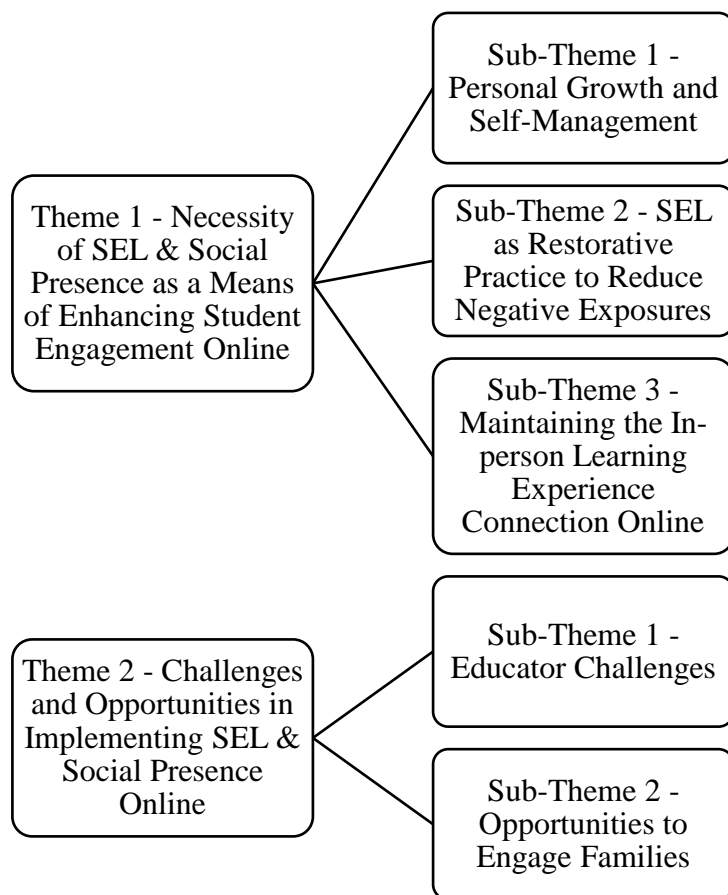 Theme 1 - Necessity
of SEL & Social
Presence as a Means
of Enhancing Student
Engagement Online
Sub-Theme 1 -
Personal Growth and
Self-Management
Sub-Theme 2 - SEL
as Restorative
Practice to Reduce
Negative Exposures
Sub-Theme 3 -
Maintaining the In-
person Learning
Experience
Connection Online
Theme 2 - Challenges
and Opportunities in
Implementing SEL &
Social Presence
Online
Sub-Theme 1 -
Educator Challenges
Sub-Theme 2 -
Opportunities to
Engage Families